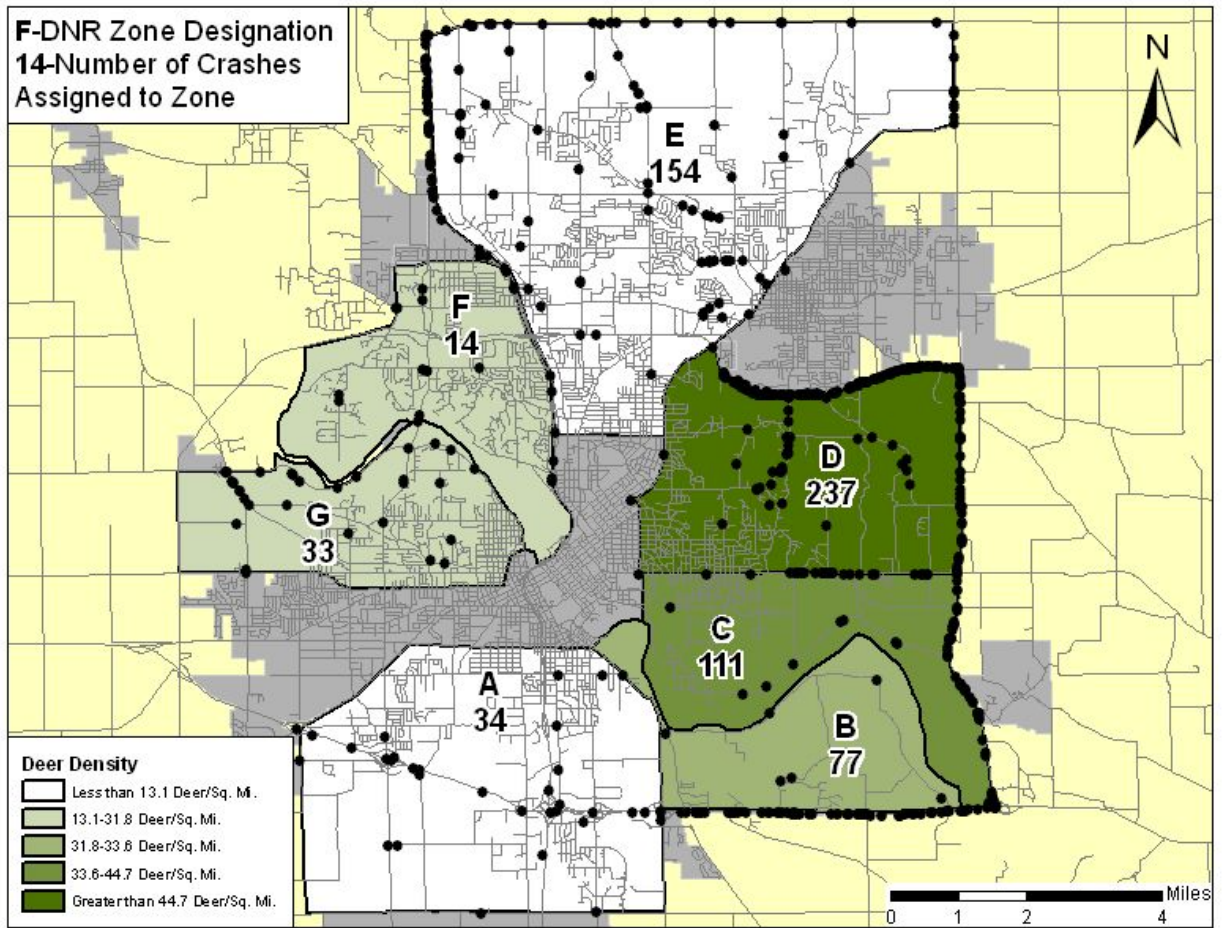 F-DNR Zone Designation
14-Number of Crashes
Assigned to Zone
N
E
154
F
14
D
237
G
33
C
111
A
34
B
77
Deer Density
Less than 13.1 Deer/Sq. Mi.
13.1-31.8 Deer/Sq. Mi.
31.8-33.6 Deer/Sq. Mi.
33.6-44.7 Deer/Sq. Mi.
Greater than 44.7 Deer/Sq. Mi.
Miles
0 1 2 4